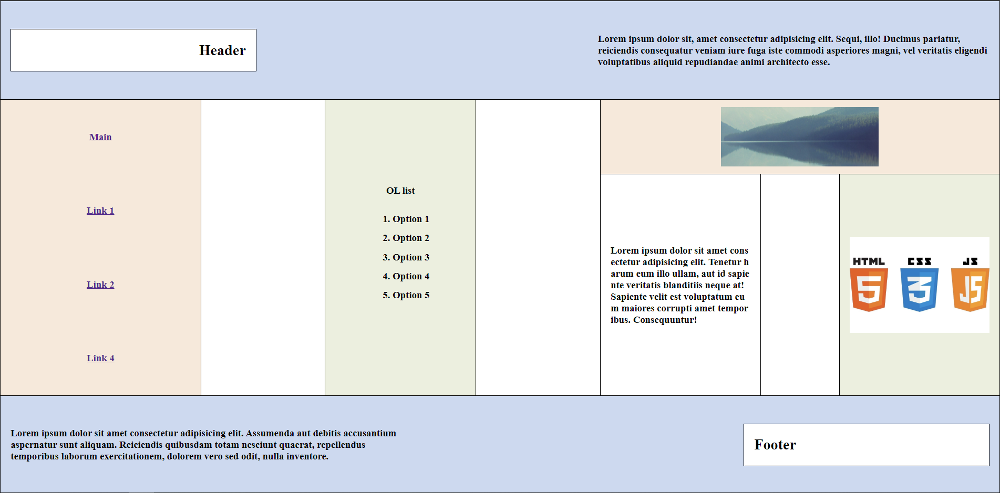 Header
Lorem ipsum dolor sit, amet consectetur adipisicing elit. Sequi, illo! Ducimus pariatur,
reiciendis consequatur veniam iure fuga iste commodi asperiores magni, vel veritatis eligendi
voluptatibus aliquid repudiandae animi architecto esse.
Main
Link 1
Link 2
Link 4
OL list
1. Option 1
2. Option 2
3. Option 3
4. Option 4
5. Option 5
Lorem ipsum dolor sit amet cons
ectetur adipisicing elit. Tenetur h
arum eum illo ullam, aut id sapie
nte veritatis blanditiis neque at!
Sapiente velit est voluptatum eu
m maiores corrupti amet tempor
ibus. Consequuntur!
HTML CSS JS
5 3 JS
Lorem ipsum dolor sit amet consectetur adipisicing elit. Assumenda aut debitis accusantium
aspernatur sunt aliquam. Reiciendis quibusdam totam nesciunt quaerat, repellendus
temporibus laborum exercitationem, dolorem vero sed odit, nulla inventore.
Footer